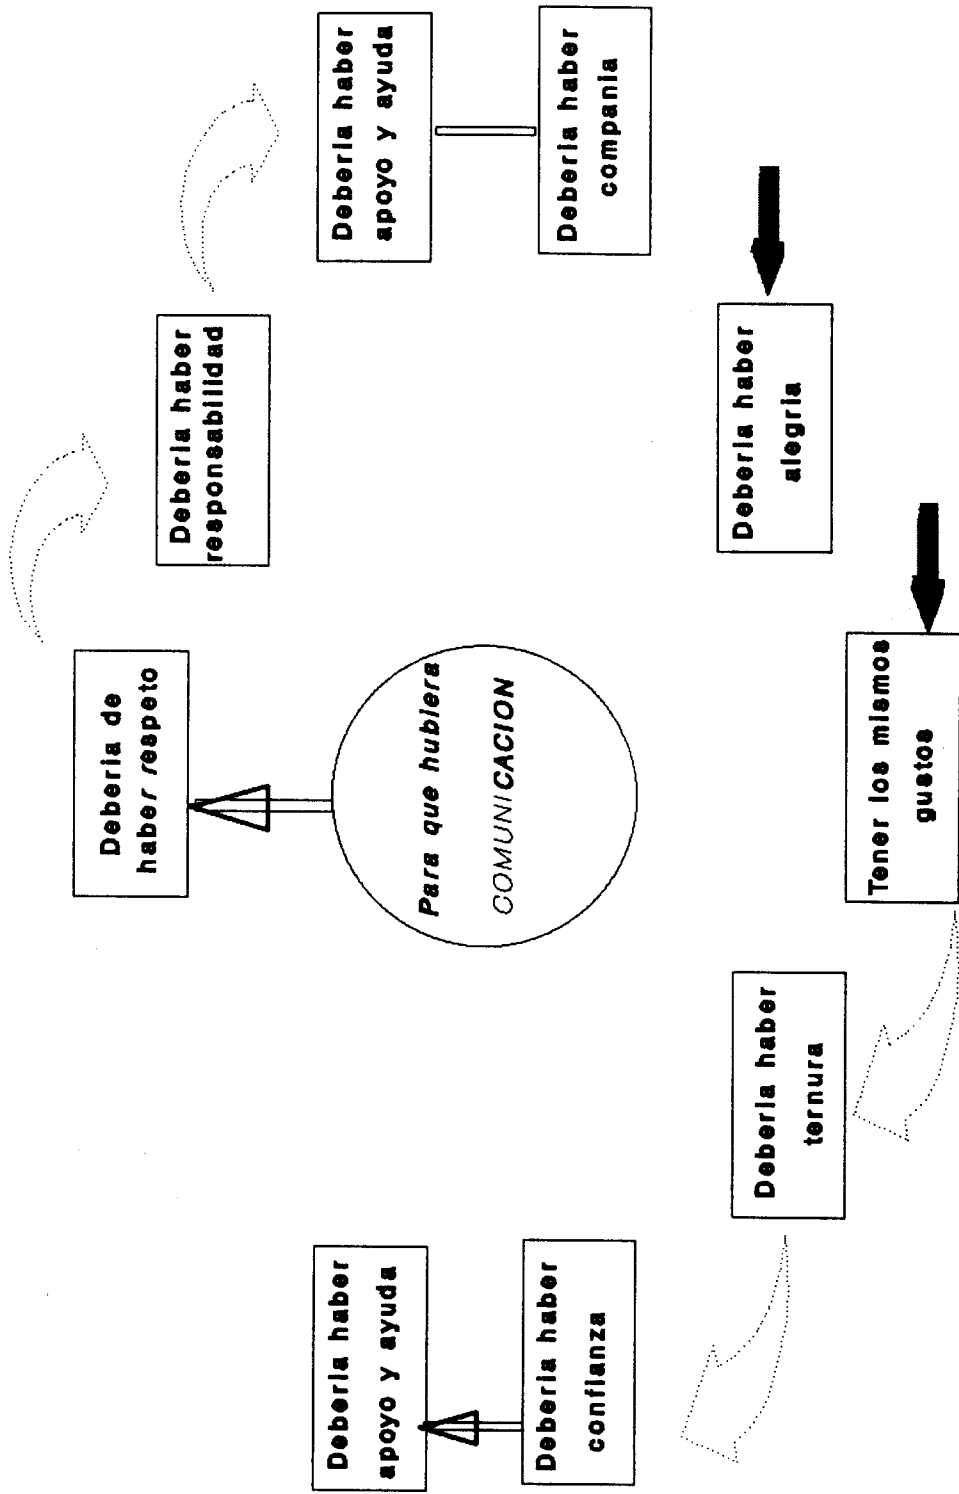 Para que hubiera
COMUNICACION
Deberia de
haber respeto
Deberia haber
responsabilidad
Deberia haber
apoyo y ayuda
Deberia haber
compania
Deberia haber
alegria
Tener los mismos
gustos
Deberia haber
ternura
Deberia haber
confianza
Deberia haber
apoyo y ayuda